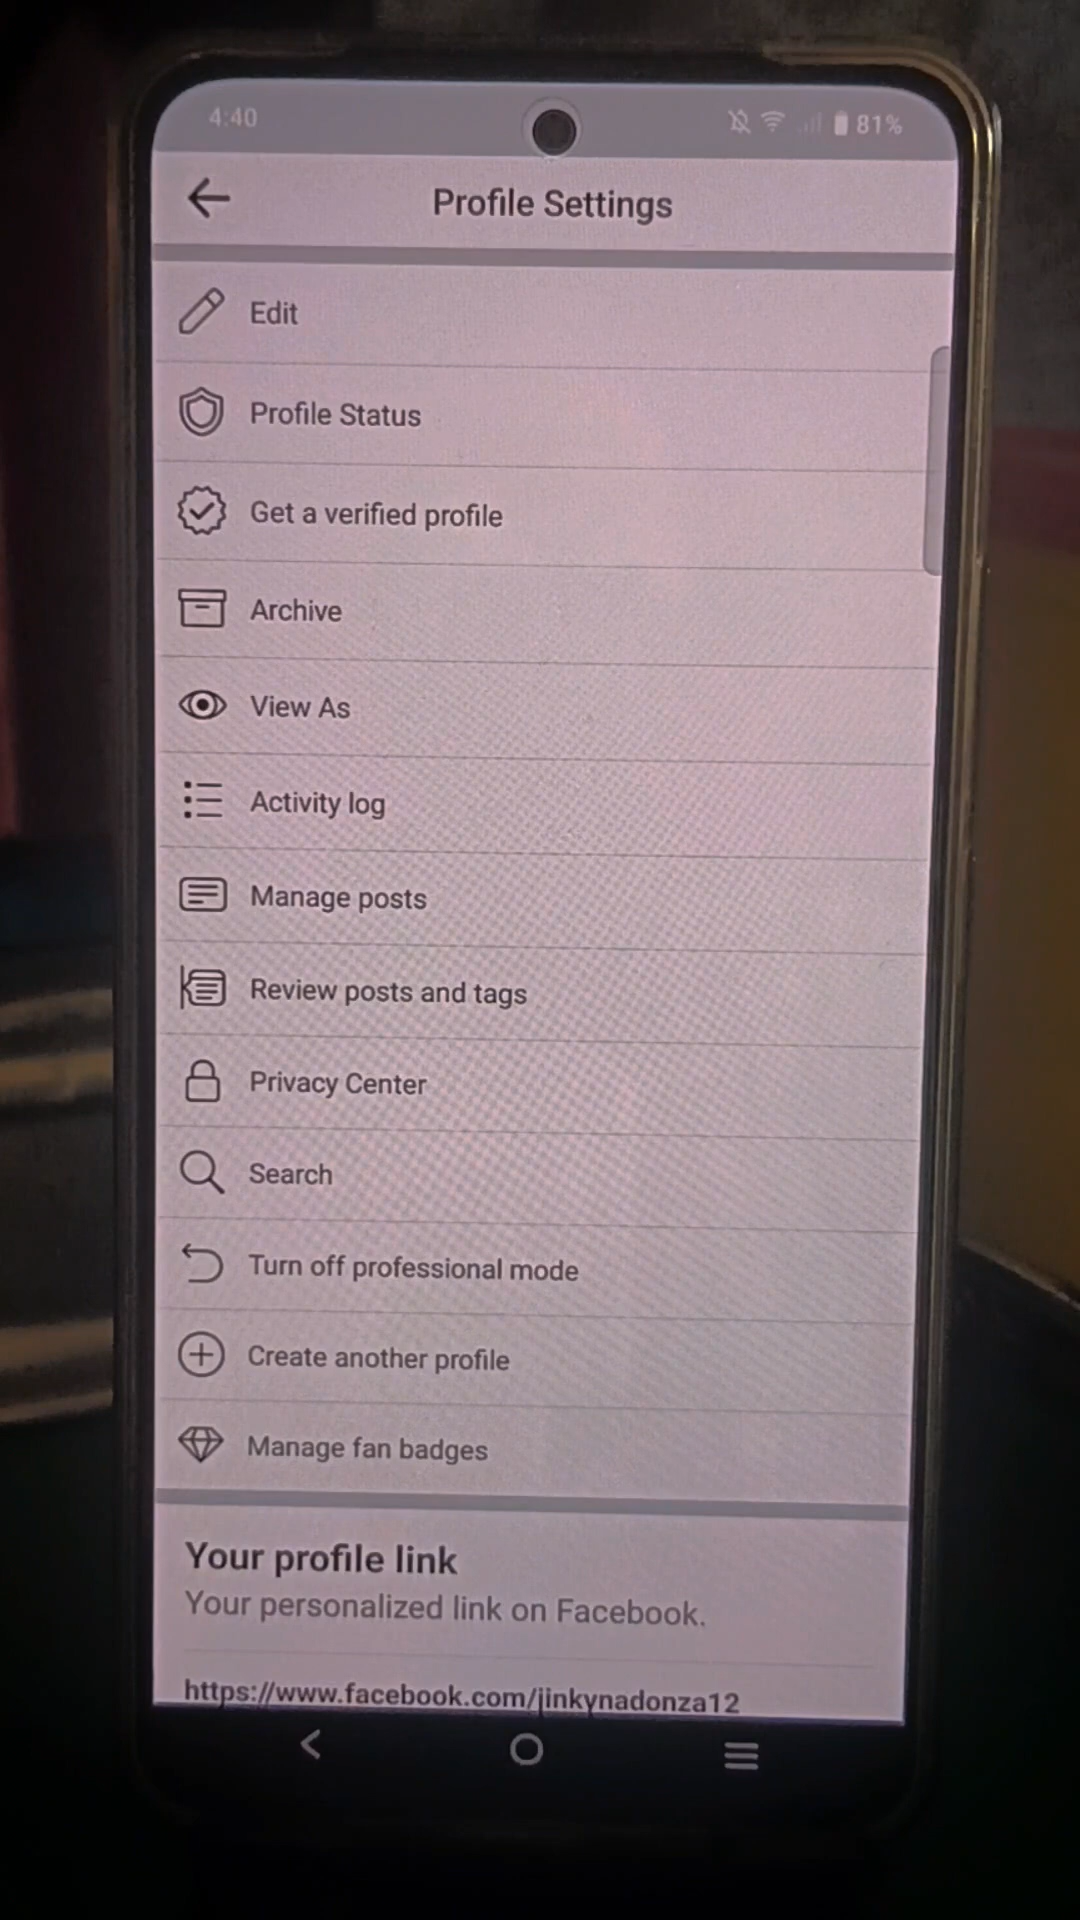 4:40
81%
Profile Settings
Edit
Profile Status
Get a verified profile
Archive
View As
Activity log
Manage posts
Review posts and tags
Privacy Center
Search
Turn off professional mode
Create another profile
Manage fan badges
Your profile link
Your personalized link on Facebook.
https://www.facebook.com/jinkynadonza12